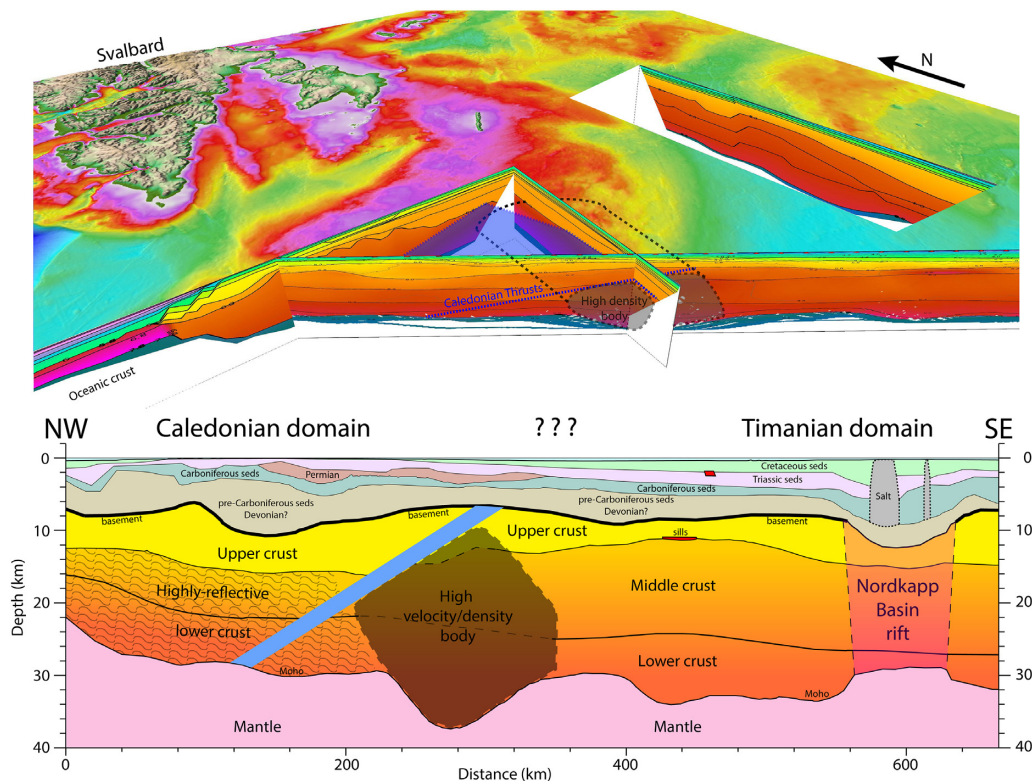 Svalbard
N
Caledonian Thrusts
High density
body
Oceanic crust
NW
Caledonian domain
? ? ?
Timanian domain
SE
0
0
Cretaceous seds
Carboniferous seds
Permian
Triassic seds
Carboniferous seds
Salt
pre-Carboniferous seds
Devonian?
pre-Carboniferous seds
Devonian?
basement
basement
basement
10
10
Upper crust
Upper crust
sills
Highly-reflective
lower crust
High
velocity/density
body
Middle crust
Nordkapp
Basin
rift
20
20
Lower crust
Moho
Moho
30
30
Mantle
Mantle
40
40
Depth (km)
0
200
400
600
Distance (km)